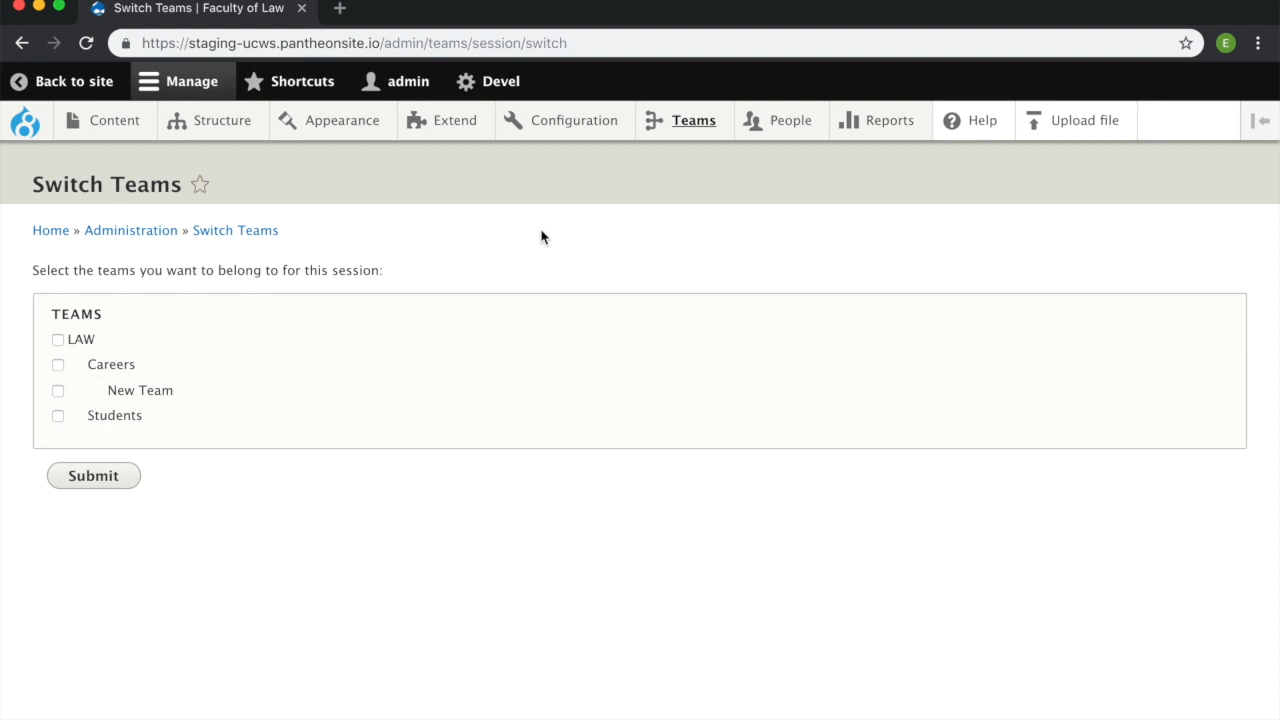 Switch Teams | Faculty of Law
https://staging-ucws.pantheonsite.io/admin/teams/session/switch
E
Back to site Manage Shortcuts admin Devel
Content Structure Appearance Extend Configuration Teams People Reports Help Upload file
Switch Teams
Home » Administration » Switch Teams
Select the teams you want to belong to for this session:
TEAMS
LAW
Careers
New Team
Students
Submit